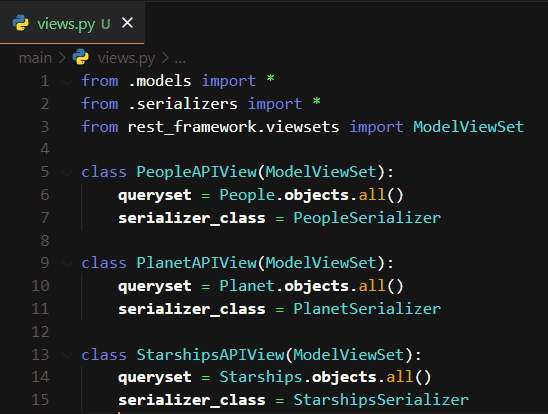 views.py U ×
main > views.py > ...
1 from .models import *
2 from .serializers import *
3 from rest_framework.viewsets import ModelViewSet
4
5 class PeopleAPIView(ModelViewSet):
6     queryset = People.objects.all()
7     serializer_class = PeopleSerializer
8
9 class PlanetAPIView(ModelViewSet):
10     queryset = Planet.objects.all()
11     serializer_class = PlanetSerializer
12
13 class StarshipsAPIView(ModelViewSet):
14     queryset = Starships.objects.all()
15     serializer_class = StarshipsSerializer